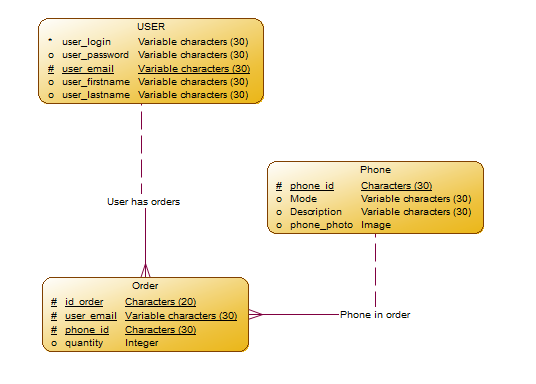 USER
* user_login Variable characters (30)
o user_password Variable characters (30)
# user_email Variable characters (30)
o user_firstname Variable characters (30)
o user_lastname Variable characters (30)
User has orders
Phone
# phone_id Characters (30)
o Mode Variable characters (30)
o Description Variable characters (30)
o phone_photo Image
Order
# id_order Characters (20)
# user_email Variable characters (30)
# phone_id Characters (30)
o quantity Integer
Phone in order